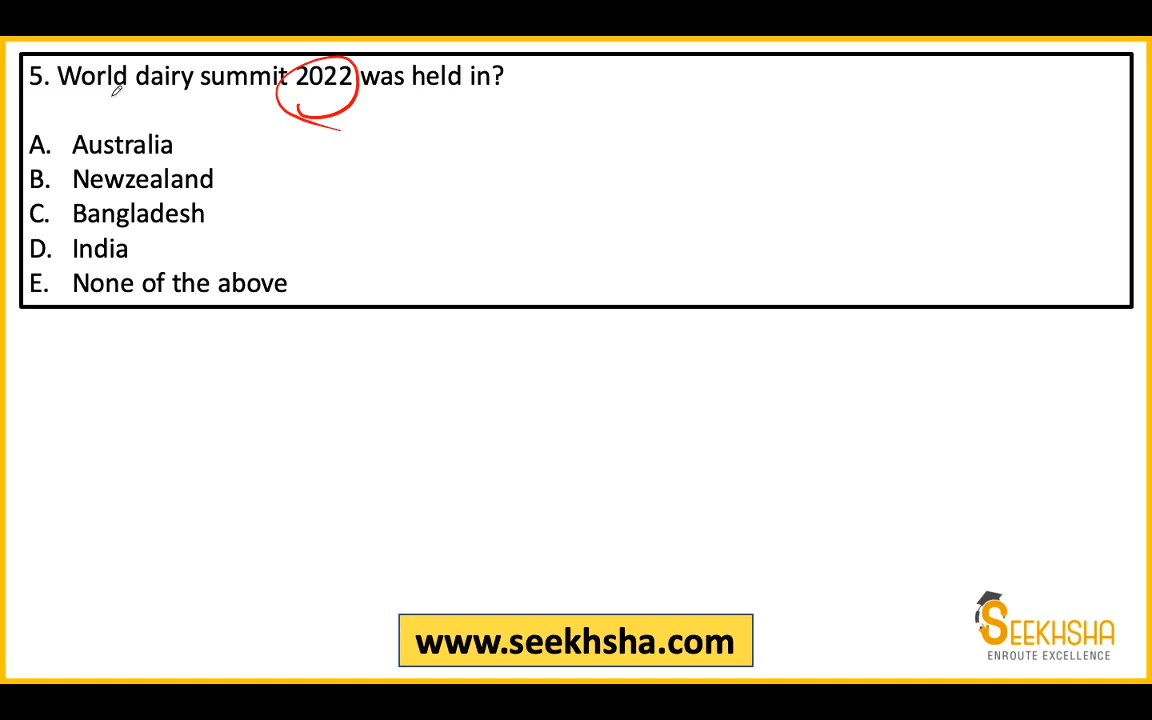 5. World dairy summit 2022 was held in?
A. Australia
B. Newzealand
C. Bangladesh
D. India
E. None of the above
www.seekhsha.com
SEEKHSHA
ENROUTE EXCELLENCE